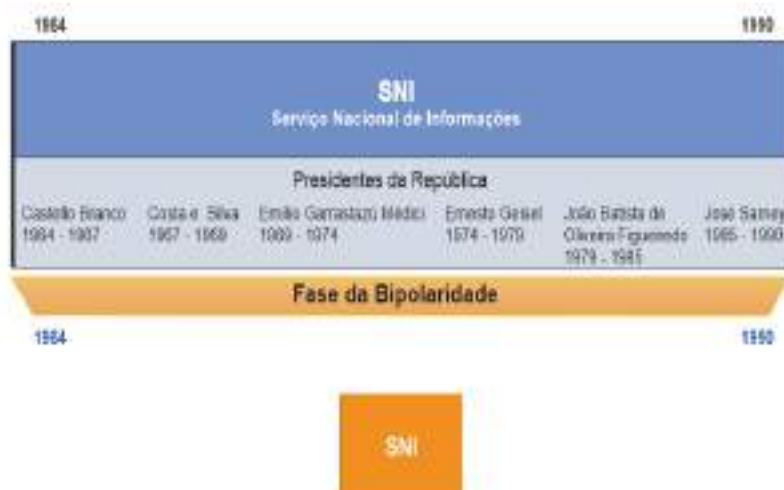 1964 1990
SNI
Serviço Nacional de Informações
Presidentes da República
Castello Branco Costa e Silva Emílio Garrastazú Médici Ernesto Geisel João Batista de José Sarney
1964 - 1967 1967 - 1969 1969 - 1974 1974 - 1979 Oliveira Figueiredo 1985 - 1990
1979 - 1985
Fase da Bipolaridade
1964 1990
SNI